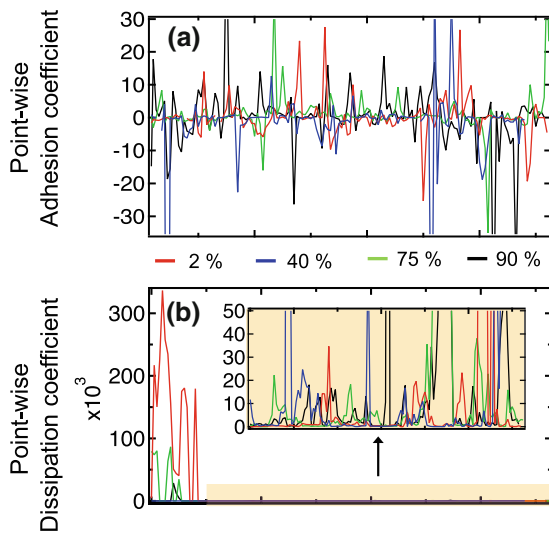 Point-wise
Adhesion coefficient
(a)
30
20
10
0
-10
-20
-30
2 % 40 % 75 % 90 %
Point-wise
Dissipation coefficient
x10³
(b)
300
200
100
0
50
40
30
20
10
0